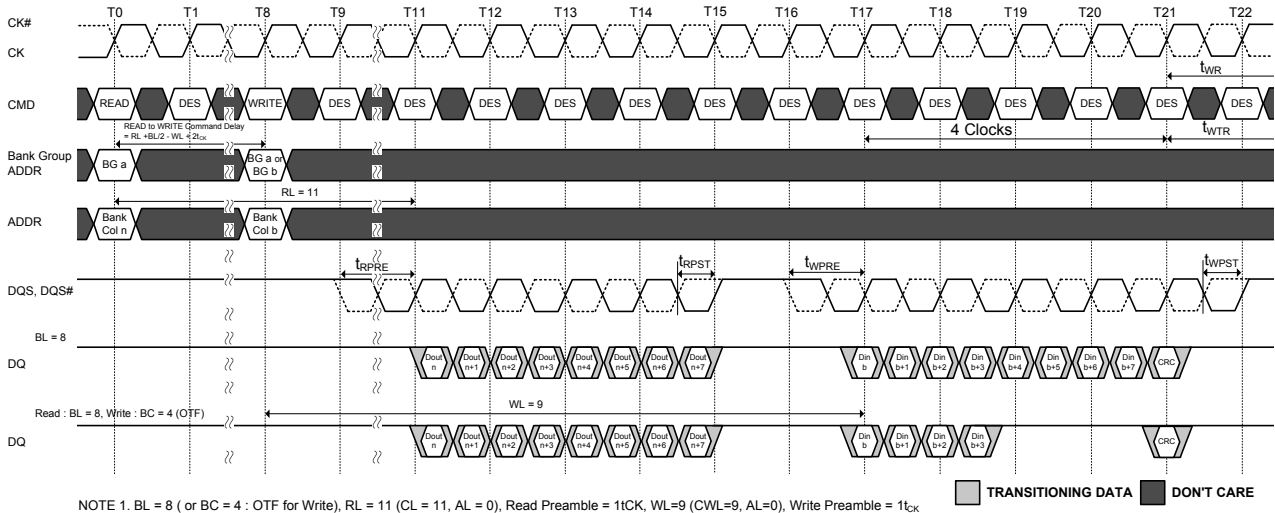 T0 T1 T8 T9 T11 T12 T13 T14 T15 T16 T17 T18 T19 T20 T21 T22
CK#
CK
tWR
CMD READ DES WRITE DES DES DES DES DES DES DES DES DES DES DES DES DES
READ to WRITE Command Delay
= RL +BL/2 - WL + 2tCK
4 Clocks
tWTR
Bank Group
ADDR
BG a
BG a or
BG b
RL = 11
ADDR
Bank
Col n
Bank
Col b
tRPRE tRPST tWPRE tWPST
DQS, DQS#
BL = 8
DQ
Dout n Dout n+1 Dout n+2 Dout n+3 Dout n+4 Dout n+5 Dout n+6 Dout n+7 Din b Din b+1 Din b+2 Din b+3 Din b+4 Din b+5 Din b+6 Din b+7 CRC
WL = 9
Read : BL = 8, Write : BC = 4 (OTF)
DQ
Dout n Dout n+1 Dout n+2 Dout n+3 Dout n+4 Dout n+5 Dout n+6 Dout n+7 Din b Din b+1 Din b+2 Din b+3 CRC
TRANSITIONING DATA DON'T CARE
NOTE 1. BL = 8 ( or BC = 4 : OTF for Write), RL = 11 (CL = 11, AL = 0), Read Preamble = 1tCK, WL=9 (CWL=9, AL=0), Write Preamble = 1tCK